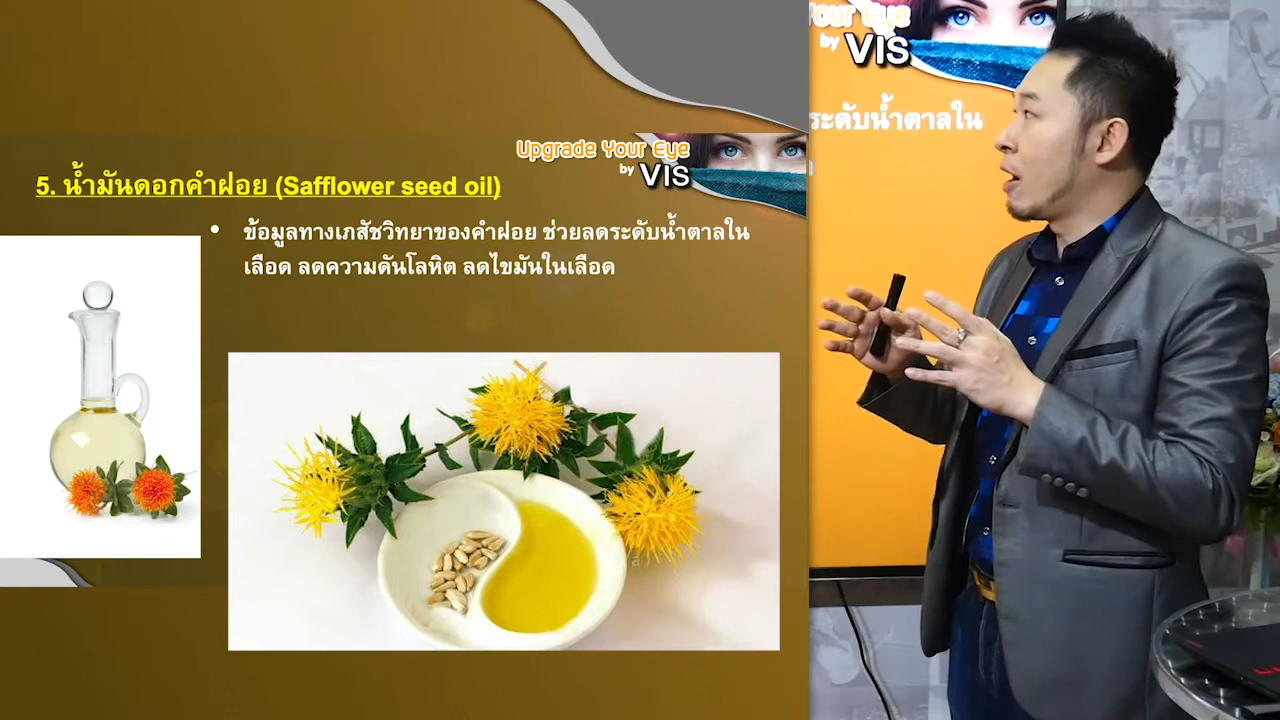 Upgrade Your Eye
by VIS
5. น้ำมันดอกคำฝอย (Safflower seed oil)
• ข้อมูลทางเภสัชวิทยาของคำฝอย ช่วยลดระดับน้ำตาลใน
เลือด ลดความดันโลหิต ลดไขมันในเลือด
Your Eye
by VIS
ระดับน้ำตาลใน